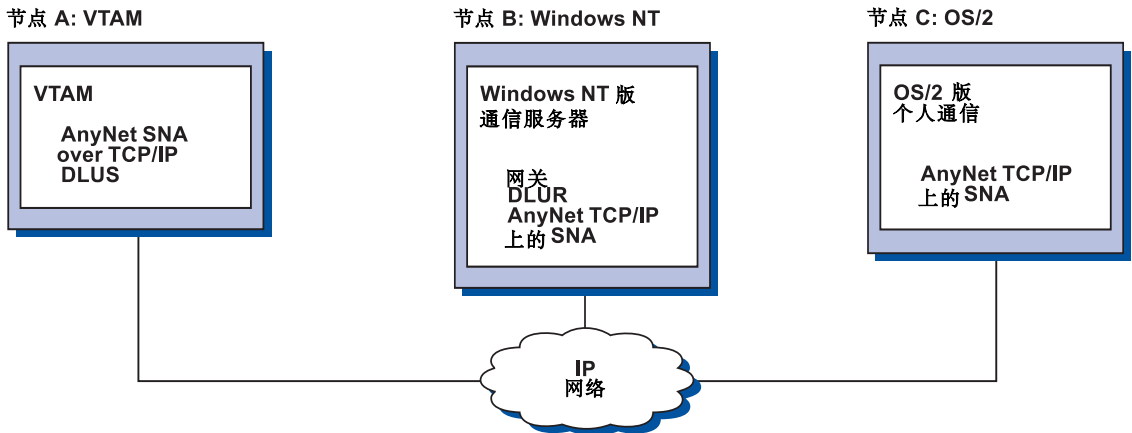 节点 A: VTAM
VTAM
AnyNet SNA
over TCP/IP
DLUS
节点 B: Windows NT
Windows NT 版
通信服务器
网关
DLUR
AnyNet TCP/IP
上的 SNA
节点 C: OS/2
OS/2 版
个人通信
AnyNet TCP/IP
上的 SNA
IP
网络